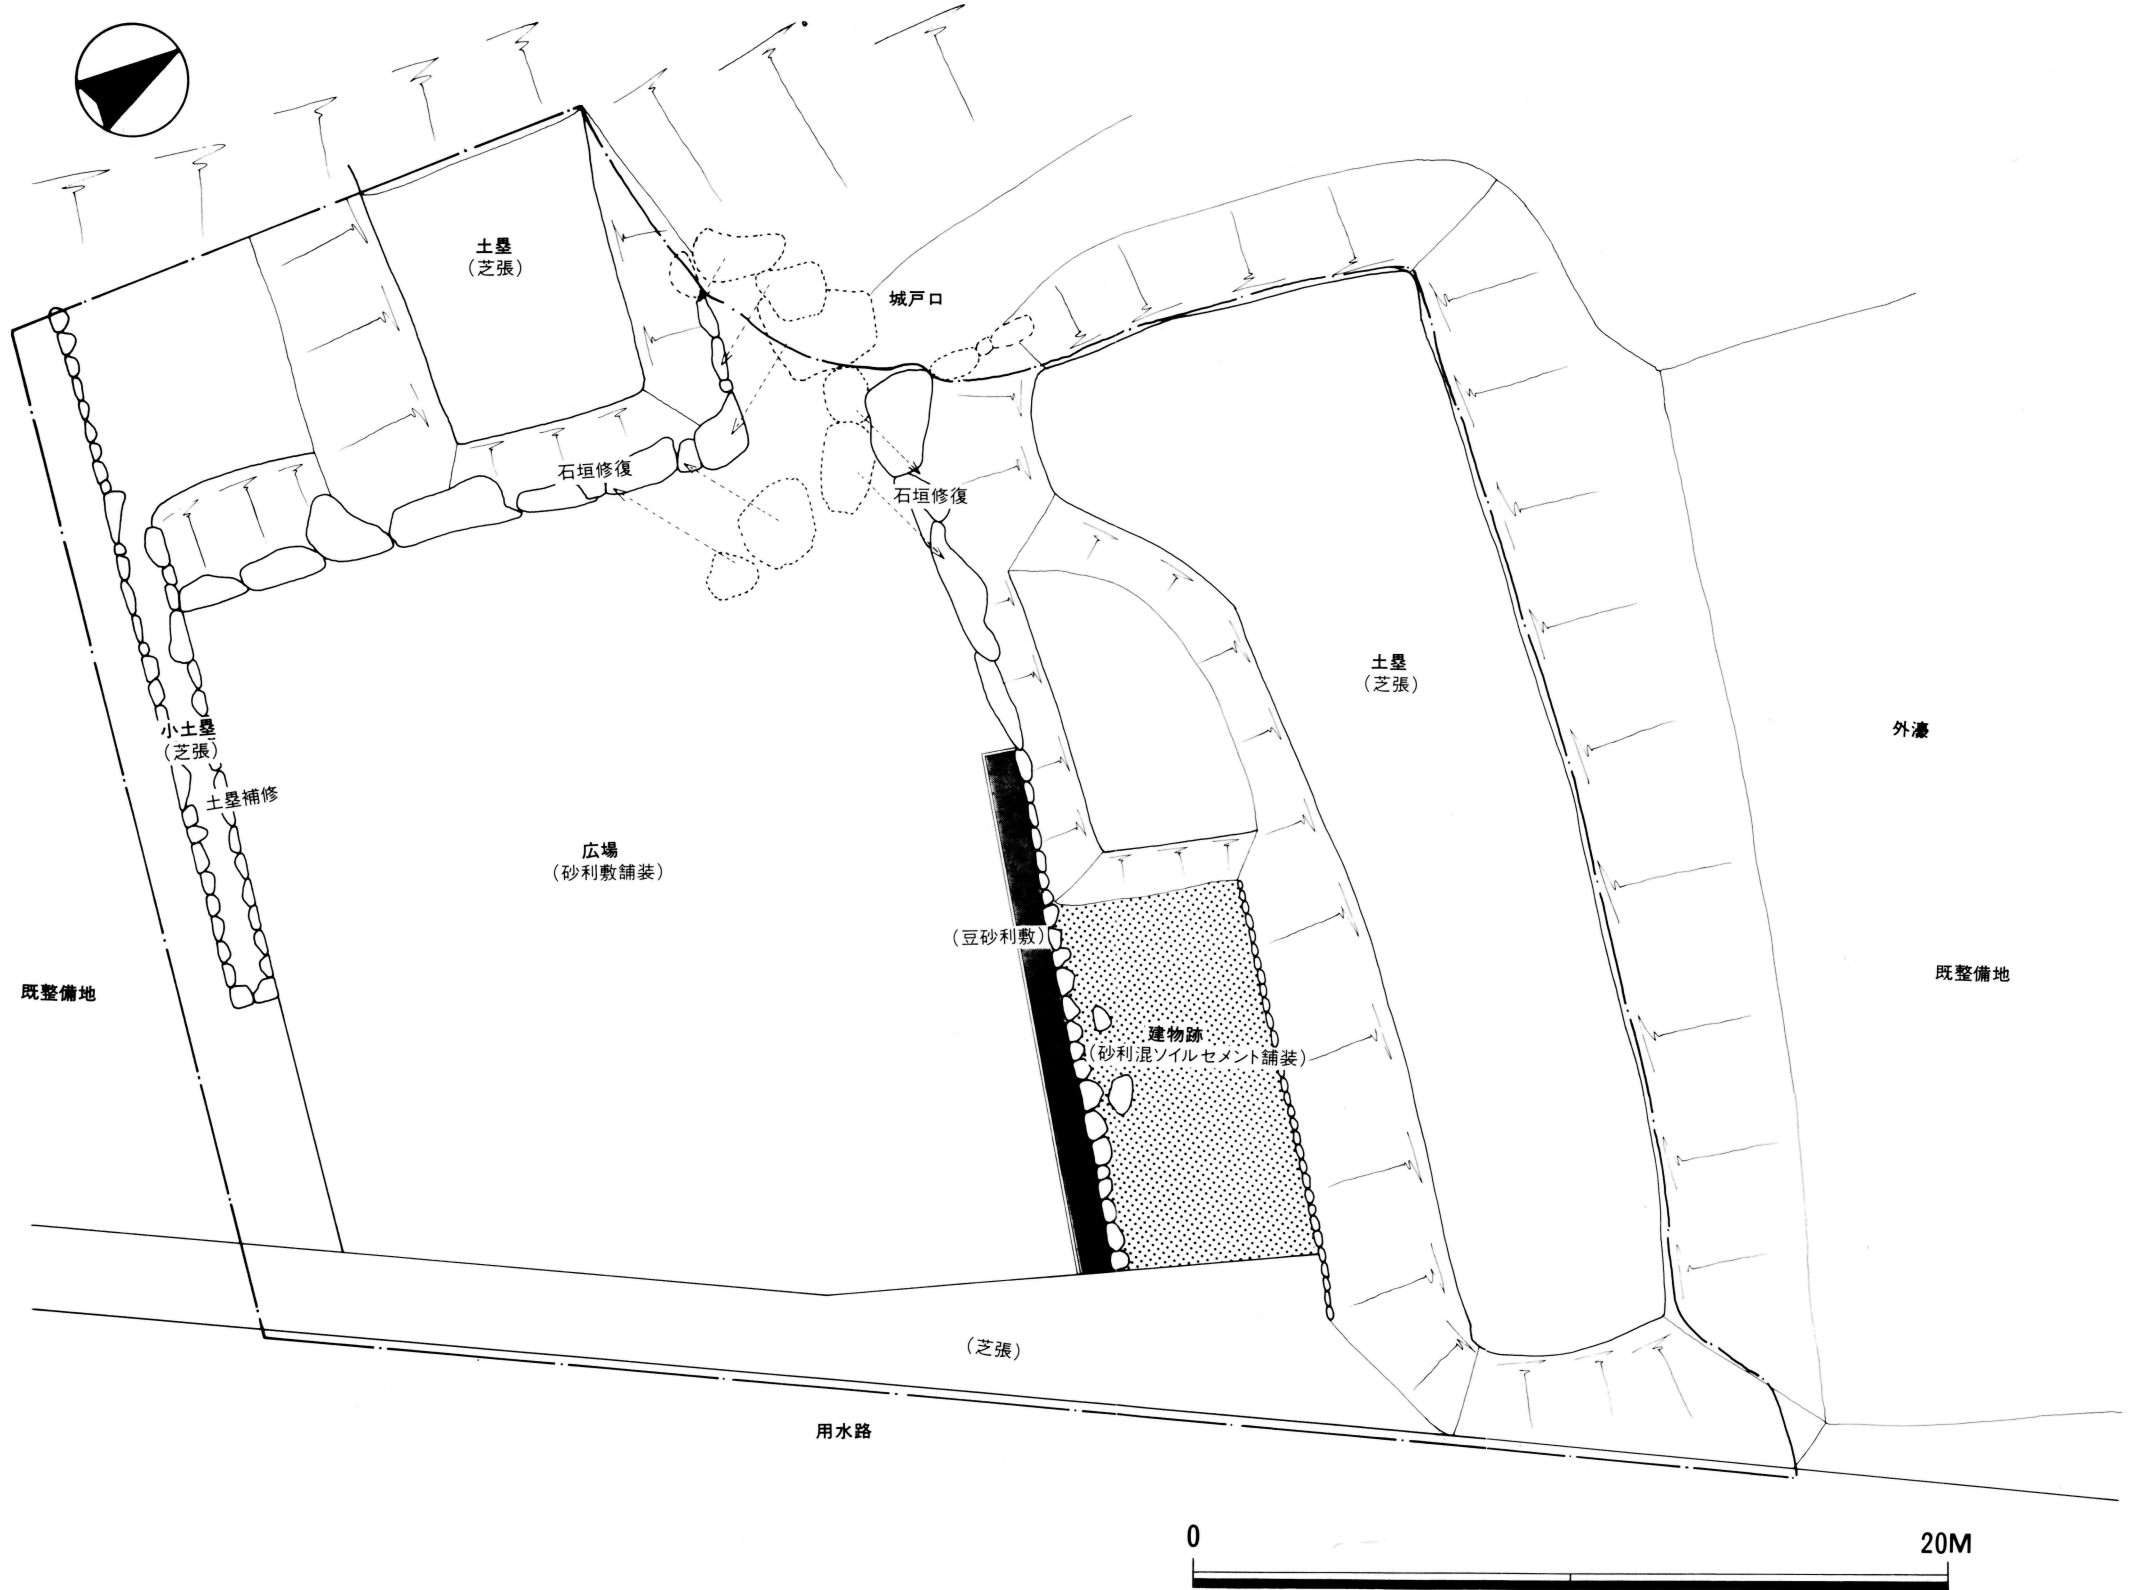 土塁
（芝張）
城戸口
石垣修復
石垣修復
土塁
（芝張）
小土塁
（芝張）
外濠
土塁補修
広場
（砂利敷舗装）
（豆砂利敷）
既整備地
既整備地
建物跡
（砂利混ソイルセメント舗装）
（芝張）
用水路
0
20M